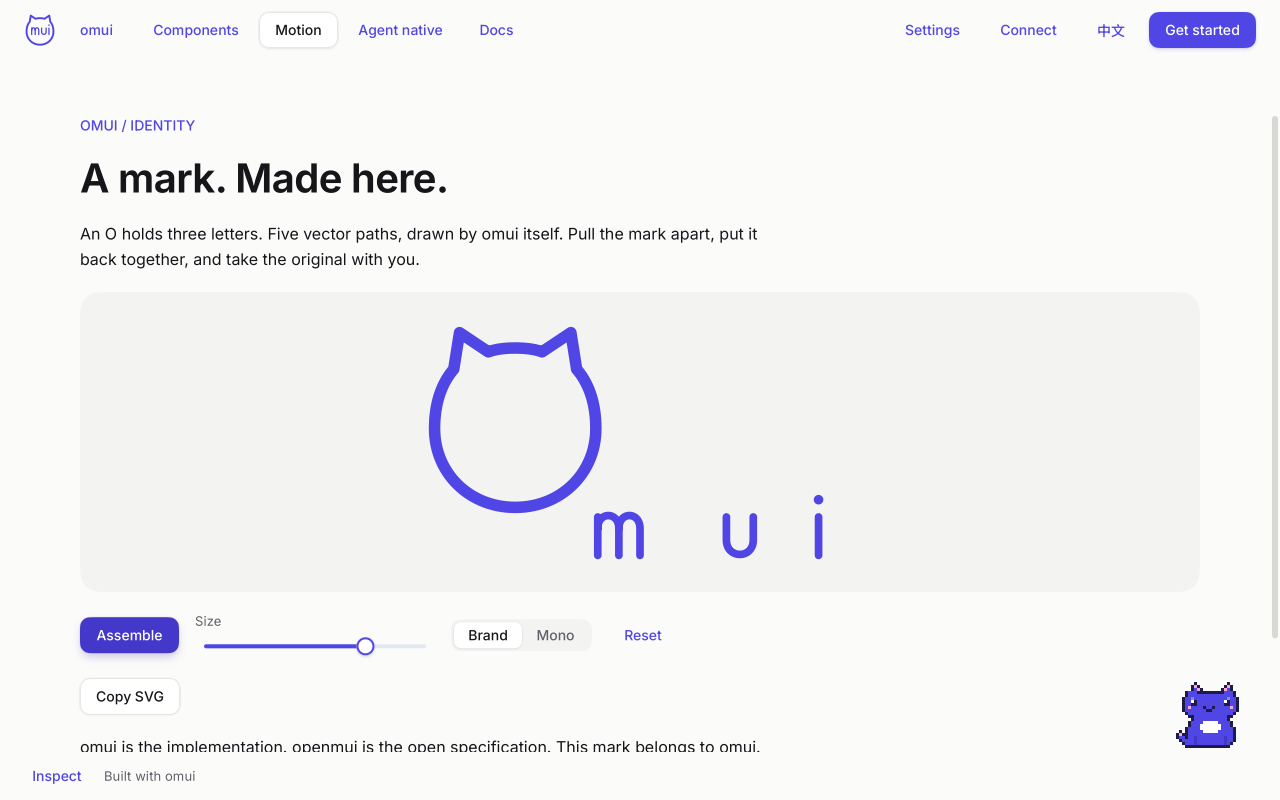 mui
omui
Components
Motion
Agent native
Docs
Settings
Connect
中文
Get started
OMUI / IDENTITY
A mark. Made here.
An O holds three letters. Five vector paths, drawn by omui itself. Pull the mark apart, put it
back together, and take the original with you.
m u i
Assemble
Size
Brand
Mono
Reset
Copy SVG
omui is the implementation. openmui is the open specification. This mark belongs to omui.
Inspect
Built with omui